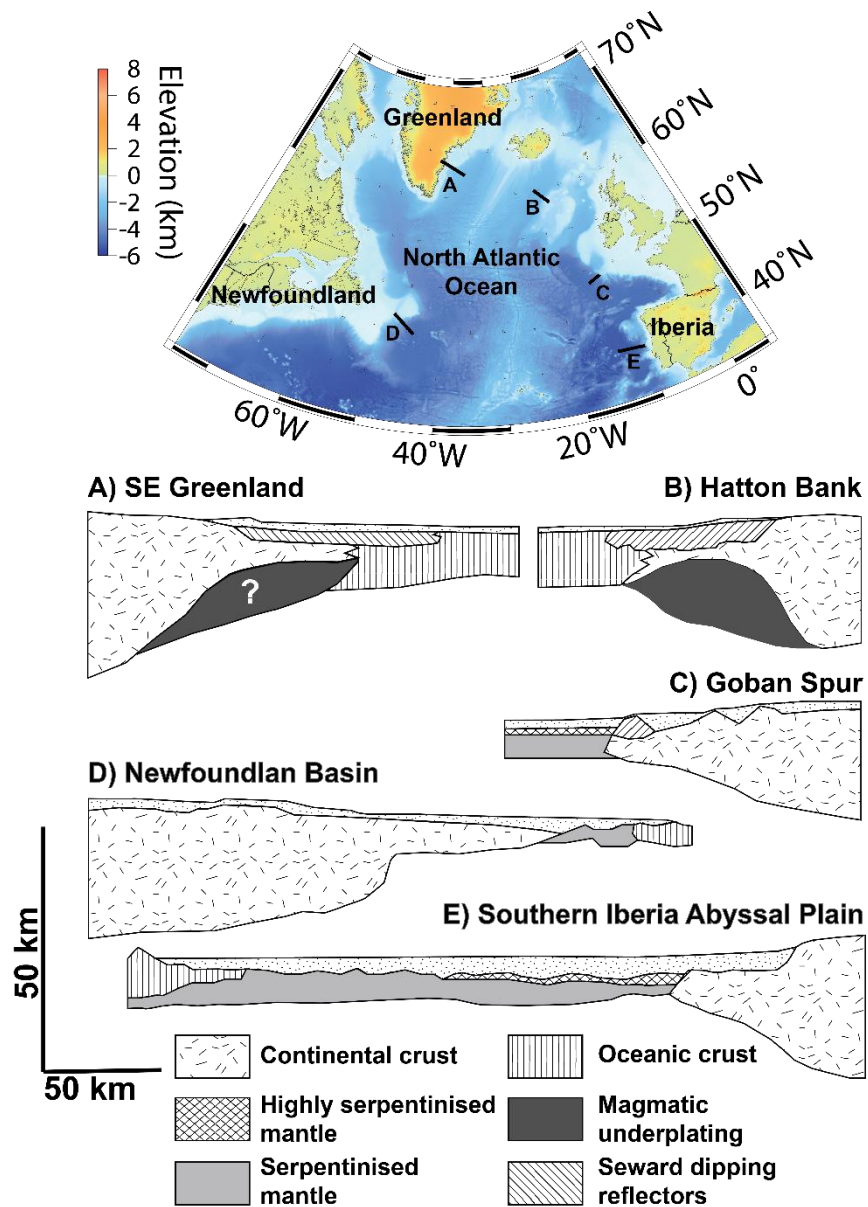 Elevation (km)
8
6
4
2
0
-2
-4
-6
70˚N
60˚N
50˚N
40˚N
0˚
20˚W
40˚W
60˚W
Greenland
A
B
North Atlantic
Ocean
C
Newfoundland
D
Iberia
E
A) SE Greenland
B) Hatton Bank
?
C) Goban Spur
D) Newfoundlan Basin
E) Southern Iberia Abyssal Plain
50 km
50 km
Continental crust
Oceanic crust
Highly serpentinised
mantle
Magmatic
underplating
Serpentinised
mantle
Seward dipping
reflectors